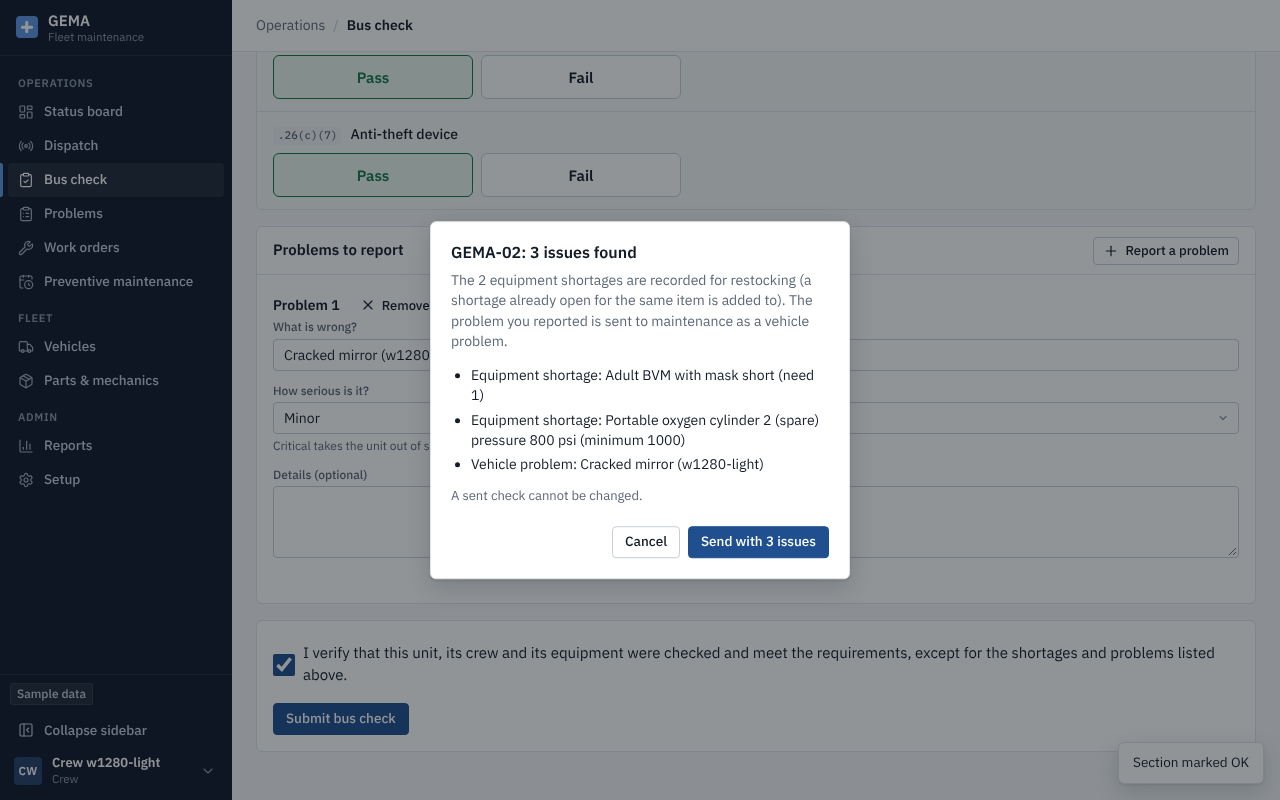 GEMA
Fleet maintenance
OPERATIONS
Status board
Dispatch
Bus check
Problems
Work orders
Preventive maintenance
FLEET
Vehicles
Parts & mechanics
ADMIN
Reports
Setup
Sample data
Collapse sidebar
CW
Crew w1280-light
Crew
Operations / Bus check
Pass
Fail
.26(c)(7) Anti-theft device
Pass
Fail
Problems to report
Report a problem
Problem 1
Remove
What is wrong?
Cracked mirror (w1280
How serious is it?
Minor
Critical takes the unit out of s
Details (optional)
GEMA-02: 3 issues found
The 2 equipment shortages are recorded for restocking (a
shortage already open for the same item is added to). The
problem you reported is sent to maintenance as a vehicle
problem.
Equipment shortage: Adult BVM with mask short (need
1)
Equipment shortage: Portable oxygen cylinder 2 (spare)
pressure 800 psi (minimum 1000)
Vehicle problem: Cracked mirror (w1280-light)
A sent check cannot be changed.
Cancel
Send with 3 issues
I verify that this unit, its crew and its equipment were checked and meet the requirements, except for the shortages and problems listed
above.
Submit bus check
Section marked OK